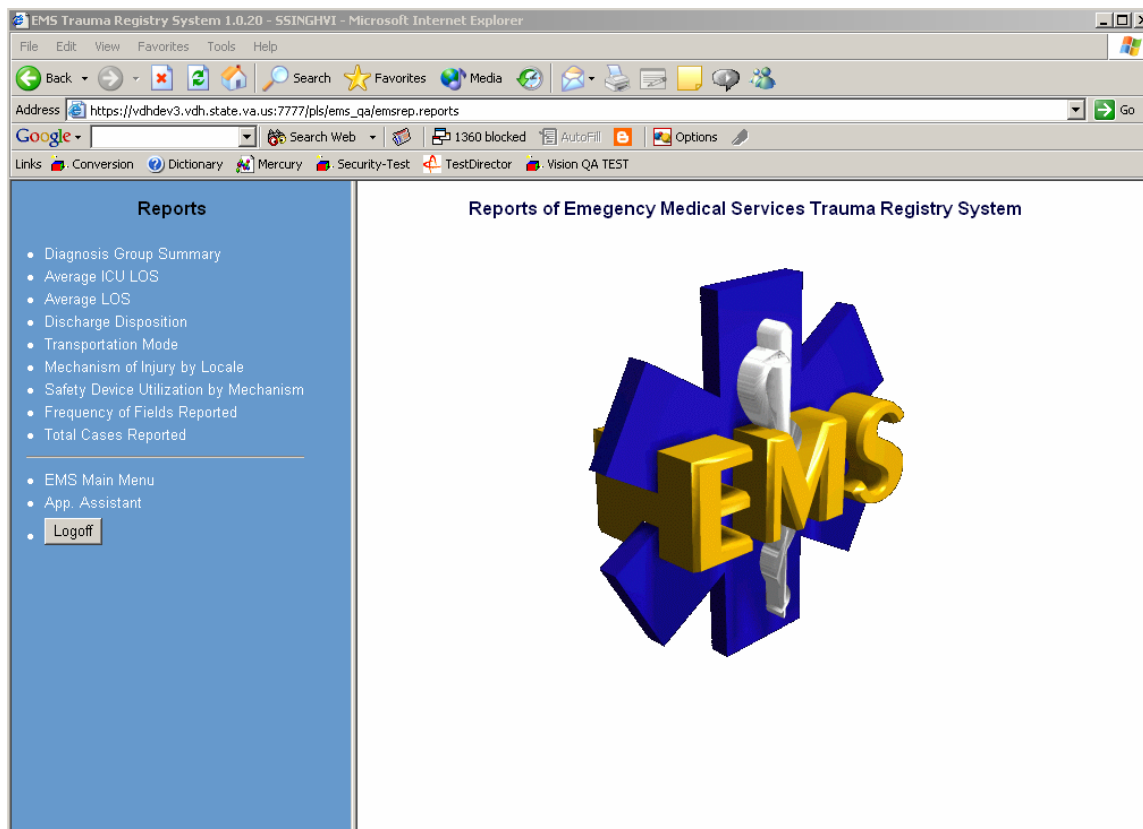 EMS Trauma Registry System 1.0.20 - SSINGHVI - Microsoft Internet Explorer
File Edit View Favorites Tools Help
Back Search Favorites Media
Address https://vdhdev3.vdh.state.va.us:7777/pls/ems_qa/emsrep.reports Go
Google Search Web 1360 blocked AutoFill Options
Links Conversion Dictionary Mercury Security-Test TestDirector Vision QA TEST
Reports
Diagnosis Group Summary
Average ICU LOS
Average LOS
Discharge Disposition
Transportation Mode
Mechanism of Injury by Locale
Safety Device Utilization by Mechanism
Frequency of Fields Reported
Total Cases Reported
EMS Main Menu
App. Assistant
Logoff
Reports of Emegency Medical Services Trauma Registry System
EMS